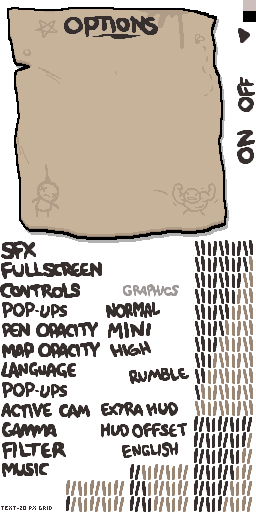 OPTIONS
ON OFF
SFX
FULLSCREEN
CONTROLS GRAPHICS
POP-UPS NORMAL
PEN OPACITY MINI
MAP OPACITY HIGH
LANGUAGE RUMBLE
POP-UPS
ACTIVE CAM EXTRA HUD
GAMMA HUD OFFSET
FILTER ENGLISH
MUSIC
TEXT-20 PX GRID